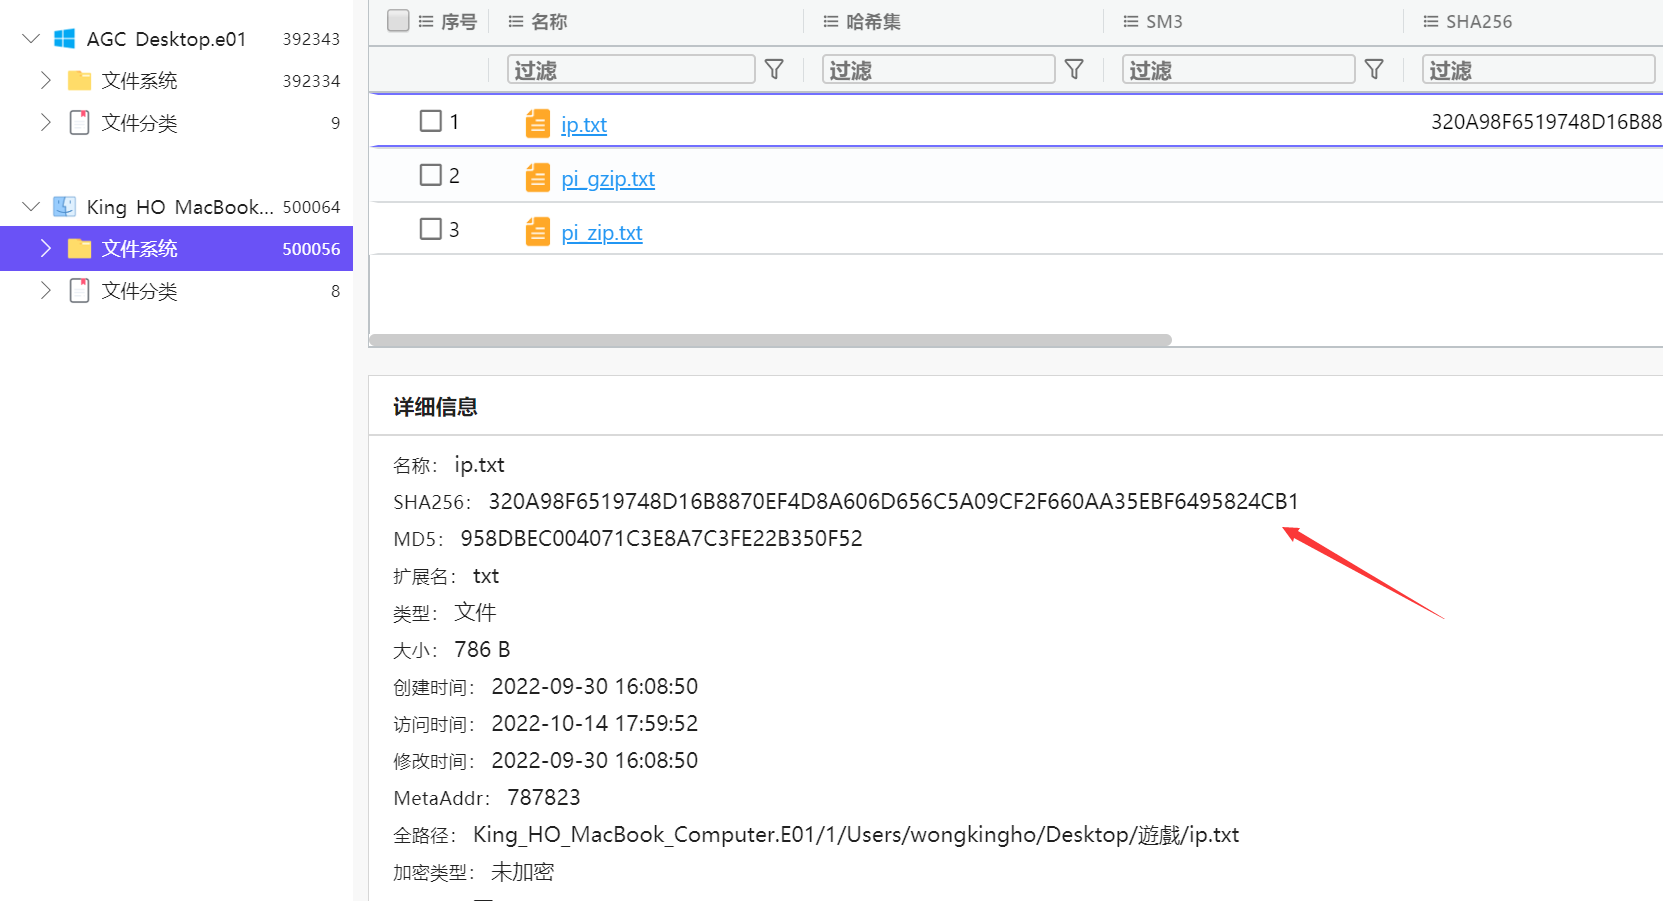 AGC_Desktop.e01 392343
文件系统 392334
文件分类 9
King_HO_MacBook... 500064
文件系统 500056
文件分类 8
序号 名称 哈希集 SM3 SHA256
过滤 过滤 过滤 过滤
1 ip.txt 320A98F6519748D16B88
2 pi_gzip.txt
3 pi_zip.txt
详细信息
名称： ip.txt
SHA256： 320A98F6519748D16B8870EF4D8A606D656C5A09CF2F660AA35EBF6495824CB1
MD5： 958DBEC004071C3E8A7C3FE22B350F52
扩展名： txt
类型： 文件
大小： 786 B
创建时间： 2022-09-30 16:08:50
访问时间： 2022-10-14 17:59:52
修改时间： 2022-09-30 16:08:50
MetaAddr： 787823
全路径： King_HO_MacBook_Computer.E01/1/Users/wongkingho/Desktop/遊戲/ip.txt
加密类型： 未加密